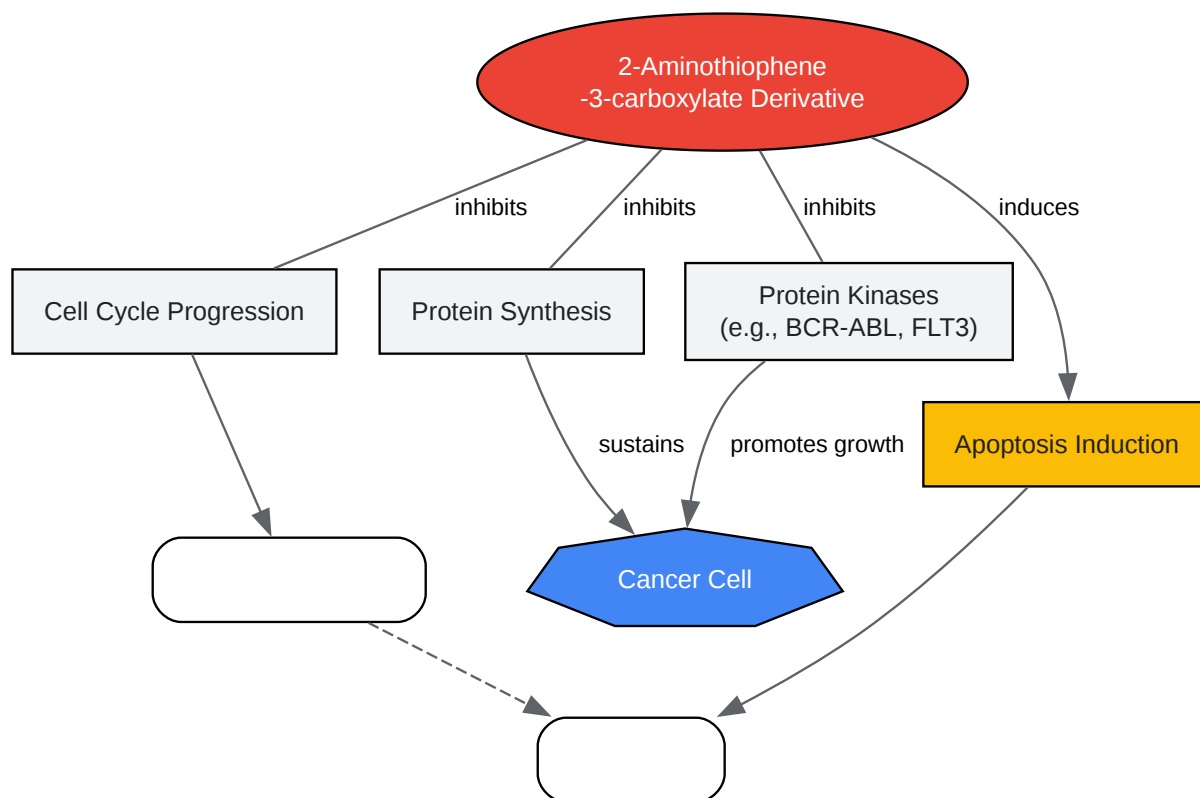 2-Aminothiophene
-3-carboxylate Derivative
inhibits
inhibits
inhibits
induces
Cell Cycle Progression
Protein Synthesis
Protein Kinases
(e.g., BCR-ABL, FLT3)
sustains
promotes growth
Apoptosis Induction
Cancer Cell